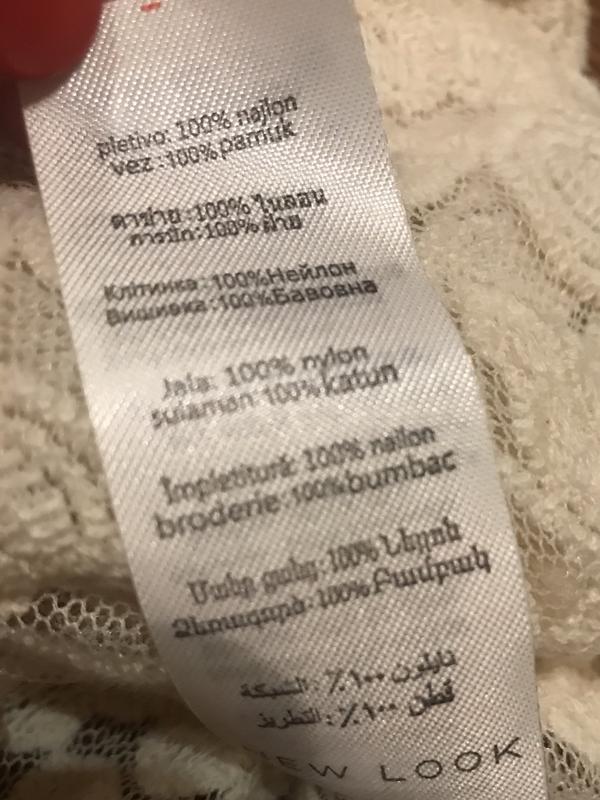 pletivo: 100% najlon
vez :100% pamuk
ตาข่าย :100% ไนลอน
การปัก:100% ฝ้าย
Клітинка :100%Нейлон
Вишивка :100%Бавовна
Jala: 100% nylon
sulaman 100% katun
Împletitură: 100% nailon
broderie :100% bumbac
Մանր ցանց: 100% Նեյլոն
Ձեռագործ: 100% Բամբակ
نايلون ١٠٠٪ : الشبكة
قطن ١٠٠٪ : التطريز
NEW LOOK